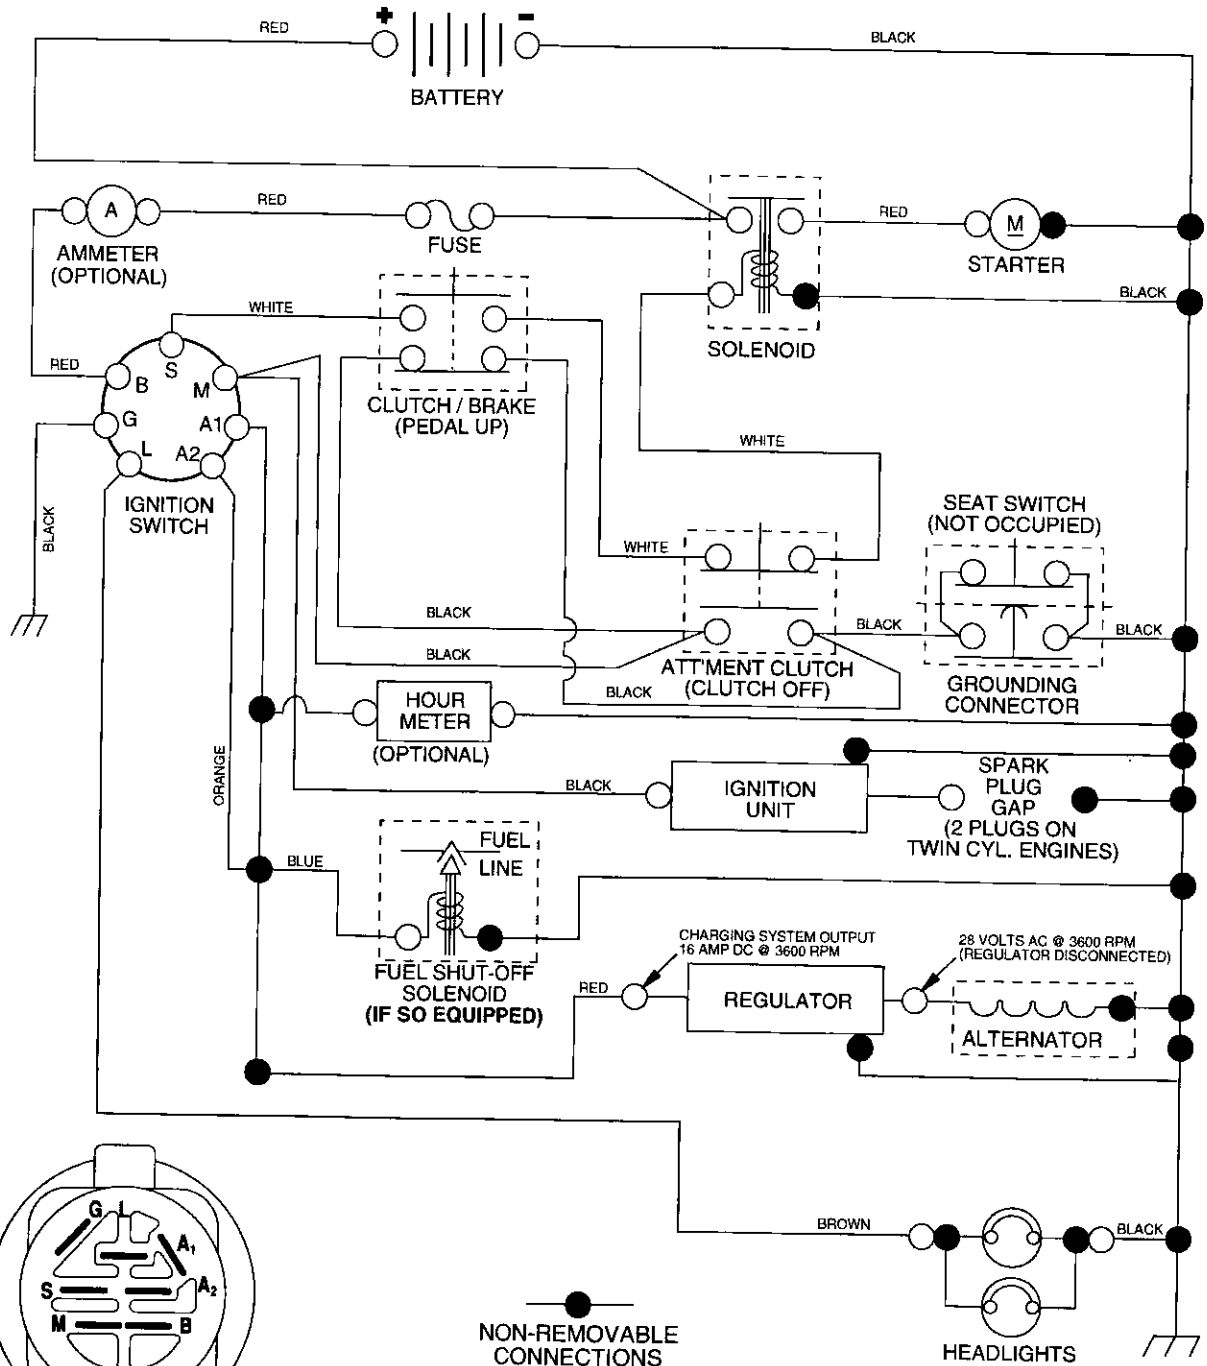 + -
RED
BLACK
BATTERY
A
RED
FUSE
RED
M
STARTER
AMMETER
(OPTIONAL)
WHITE
BLACK
SOLENOID
RED
B
S
M
G
A1
L
A2
CLUTCH / BRAKE
(PEDAL UP)
IGNITION
SWITCH
BLACK
WHITE
SEAT SWITCH
(NOT OCCUPIED)
WHITE
BLACK
BLACK
BLACK
BLACK
ATT'MENT CLUTCH
(CLUTCH OFF)
GROUNDING
CONNECTOR
BLACK
HOUR
METER
(OPTIONAL)
ORANGE
BLACK
IGNITION
UNIT
SPARK
PLUG
GAP
(2 PLUGS ON
TWIN CYL. ENGINES)
BLUE
FUEL
LINE
FUEL SHUT-OFF
SOLENOID
(IF SO EQUIPPED)
CHARGING SYSTEM OUTPUT
16 AMP DC @ 3600 RPM
28 VOLTS AC @ 3600 RPM
(REGULATOR DISCONNECTED)
RED
REGULATOR
ALTERNATOR
G L
A1
S
A2
M
B
BROWN
BLACK
HEADLIGHTS
NON-REMOVABLE
CONNECTIONS